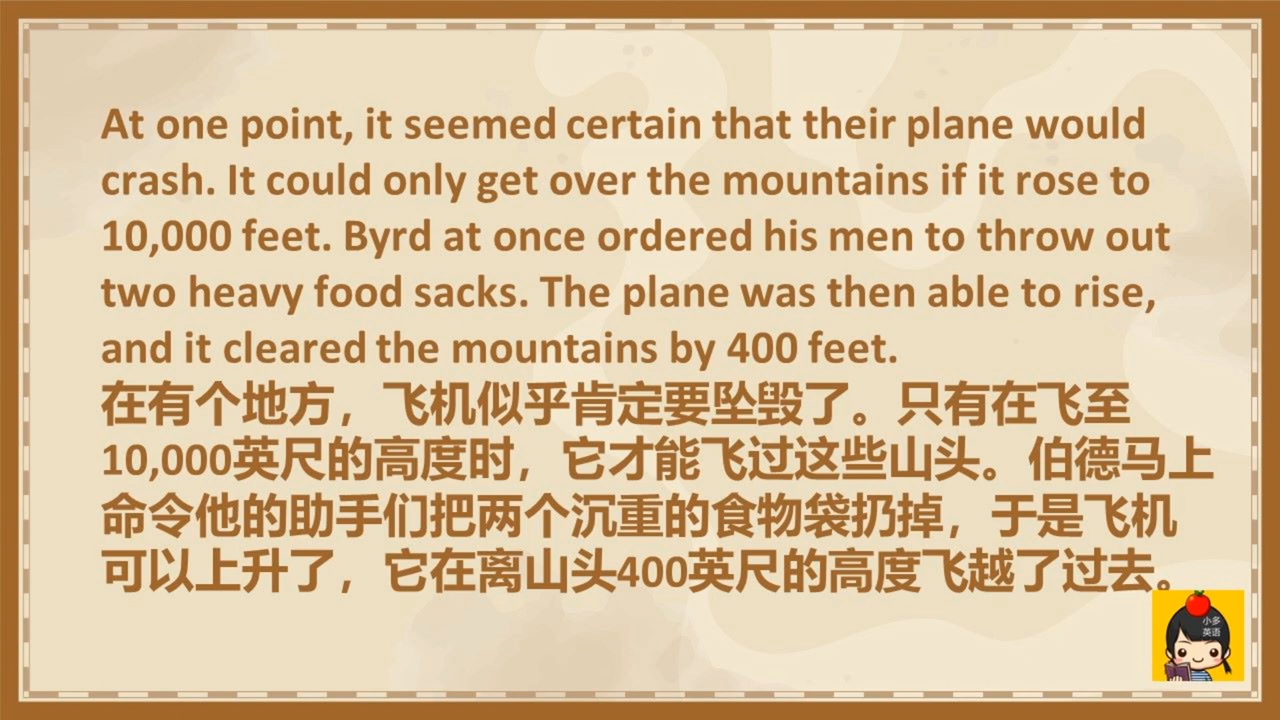 At one point, it seemed certain that their plane would
crash. It could only get over the mountains if it rose to
10,000 feet. Byrd at once ordered his men to throw out
two heavy food sacks. The plane was then able to rise,
and it cleared the mountains by 400 feet.
在有个地方，飞机似乎肯定要坠毁了。只有在飞至
10,000英尺的高度时，它才能飞过这些山头。伯德马上
命令他的助手们把两个沉重的食物袋扔掉，于是飞机
可以上升了，它在离山头400英尺的高度飞越了过去。
小多
英语